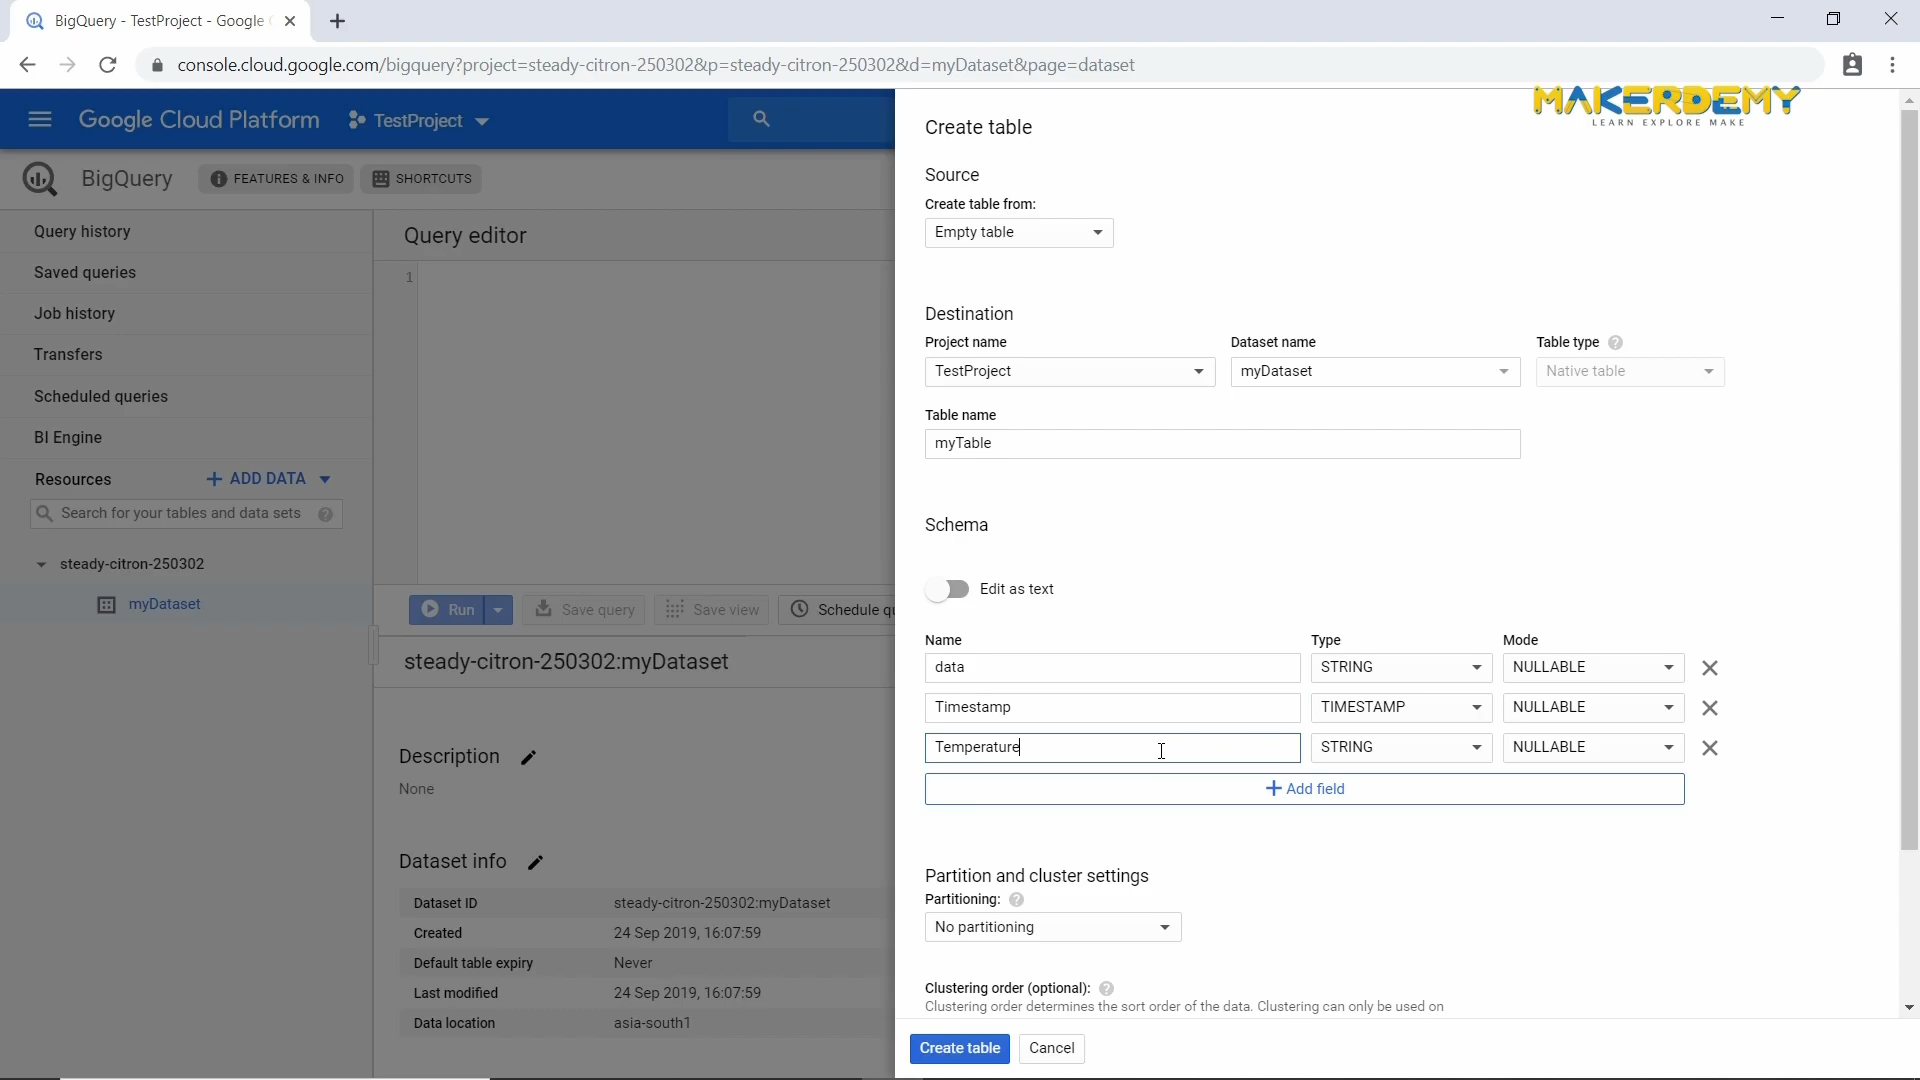 BigQuery - TestProject - Google
console.cloud.google.com/bigquery?project=steady-citron-250302&p=steady-citron-250302&d=myDataset&page=dataset
MAKERDEMY
LEARN EXPLORE MAKE
Google Cloud Platform
TestProject
BigQuery
FEATURES & INFO
SHORTCUTS
Query history
Saved queries
Job history
Transfers
Scheduled queries
BI Engine
Resources
ADD DATA
Search for your tables and data sets
steady-citron-250302
myDataset
Query editor
1
Run
Save query
Save view
Schedule qu
steady-citron-250302:myDataset
Description
None
Dataset info
Dataset ID steady-citron-250302:myDataset
Created 24 Sep 2019, 16:07:59
Default table expiry Never
Last modified 24 Sep 2019, 16:07:59
Data location asia-south1
Create table
Source
Create table from:
Empty table
Destination
Project name Dataset name Table type
TestProject myDataset Native table
Table name
myTable
Schema
Edit as text
Name Type Mode
data STRING NULLABLE
Timestamp TIMESTAMP NULLABLE
Temperature STRING NULLABLE
Add field
Partition and cluster settings
Partitioning:
No partitioning
Clustering order (optional):
Clustering order determines the sort order of the data. Clustering can only be used on
Create table Cancel